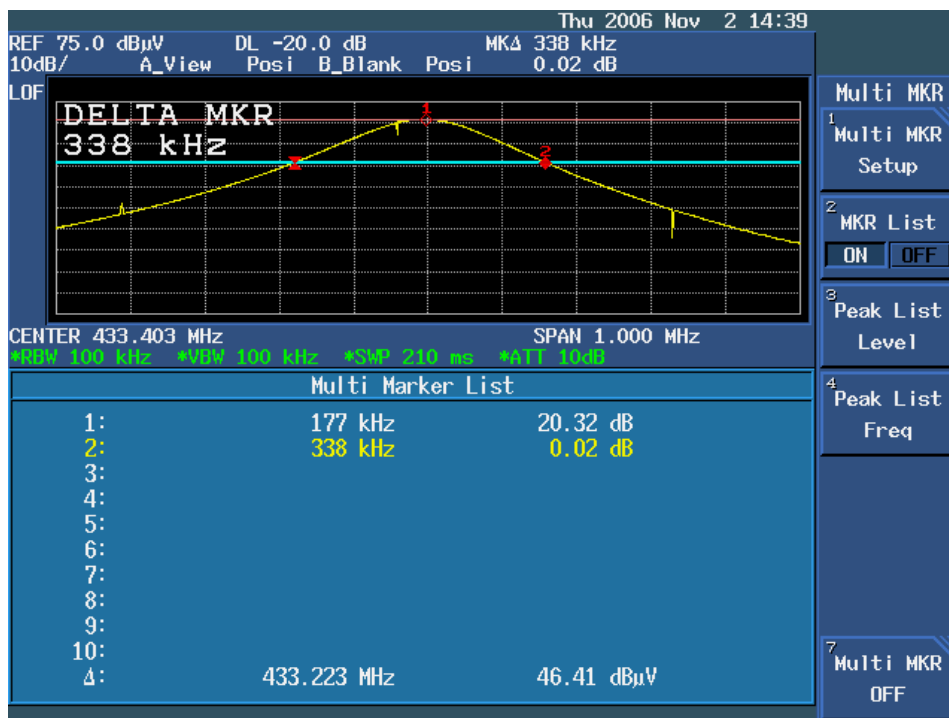 Thu 2006 Nov 2 14:39
REF 75.0 dBµV DL -20.0 dB MKΔ 338 kHz
10dB/ A_View Posi B_Blank Posi 0.02 dB
LOF
DELTA MKR
338 kHz
1
2
CENTER 433.403 MHz SPAN 1.000 MHz
*RBW 100 kHz *VBW 100 kHz *SWP 210 ms *ATT 10dB
Multi Marker List
1: 177 kHz 20.32 dB
2: 338 kHz 0.02 dB
3:
4:
5:
6:
7:
8:
9:
10:
Δ: 433.223 MHz 46.41 dBµV
Multi MKR
1 Multi MKR
Setup
2 MKR List
ON OFF
3 Peak List
Level
4 Peak List
Freq
7 Multi MKR
OFF